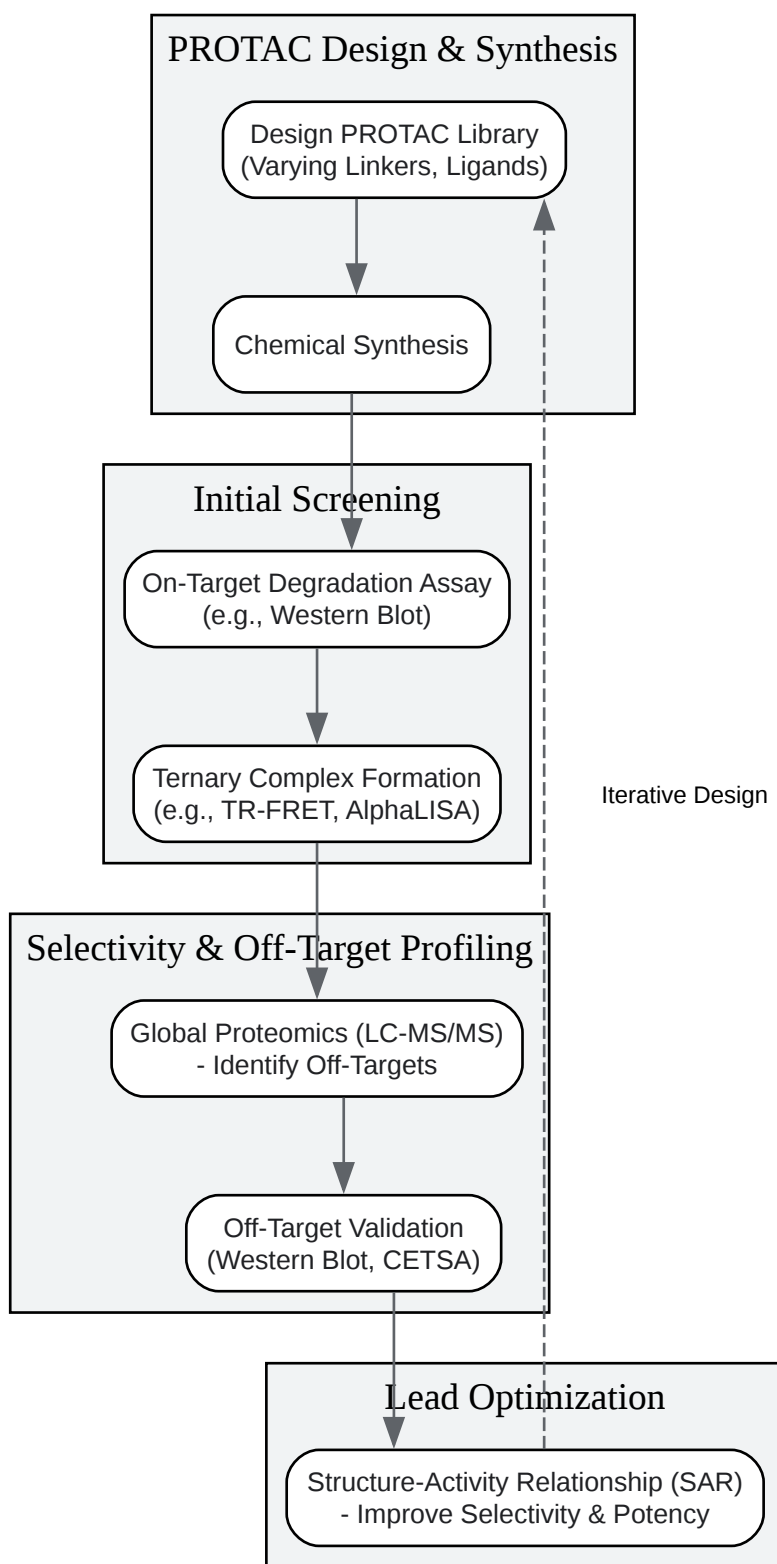 PROTAC Design & Synthesis
Design PROTAC Library
(Varying Linkers, Ligands)
Chemical Synthesis
Initial Screening
On-Target Degradation Assay
(e.g., Western Blot)
Ternary Complex Formation
(e.g., TR-FRET, AlphaLISA)
Iterative Design
Selectivity & Off-Target Profiling
Global Proteomics (LC-MS/MS)
- Identify Off-Targets
Off-Target Validation
(Western Blot, CETSA)
Lead Optimization
Structure-Activity Relationship (SAR)
- Improve Selectivity & Potency